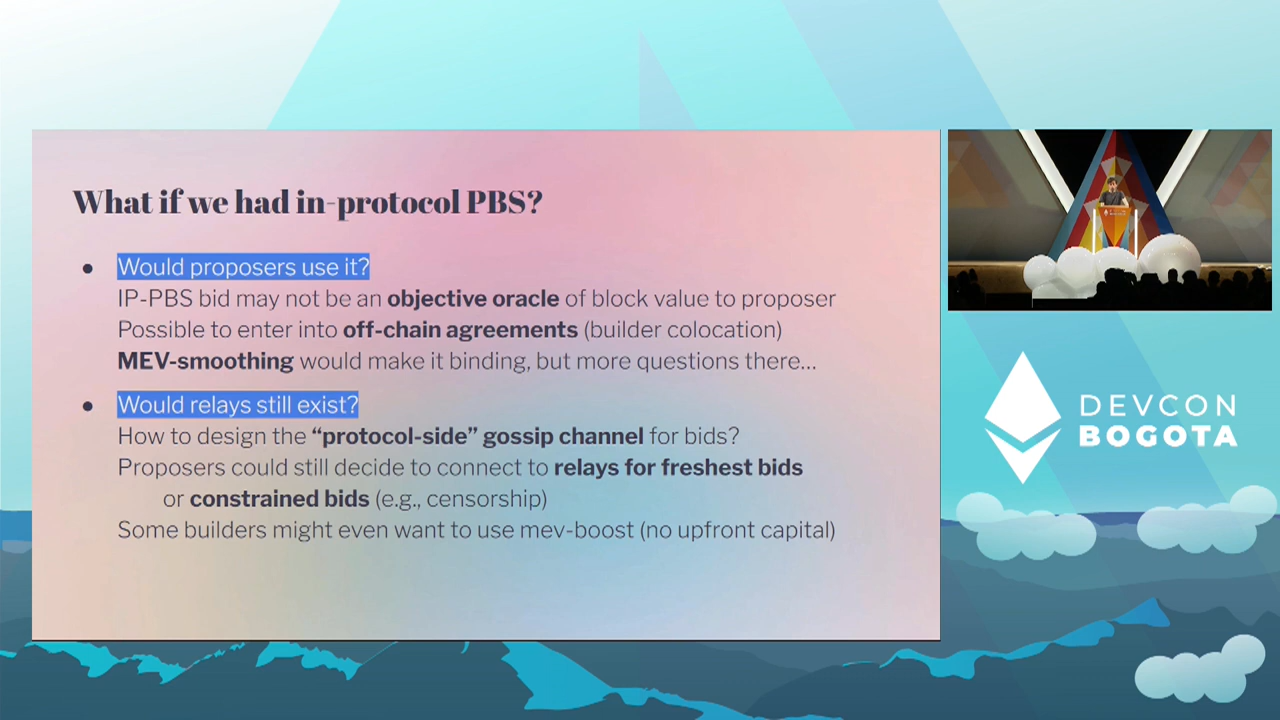 What if we had in-protocol PBS?
● Would proposers use it?
IP-PBS bid may not be an objective oracle of block value to proposer
Possible to enter into off-chain agreements (builder colocation)
MEV-smoothing would make it binding, but more questions there...
● Would relays still exist?
How to design the “protocol-side” gossip channel for bids?
Proposers could still decide to connect to relays for freshest bids
or constrained bids (e.g., censorship)
Some builders might even want to use mev-boost (no upfront capital)
DEVCON
BOGOTA